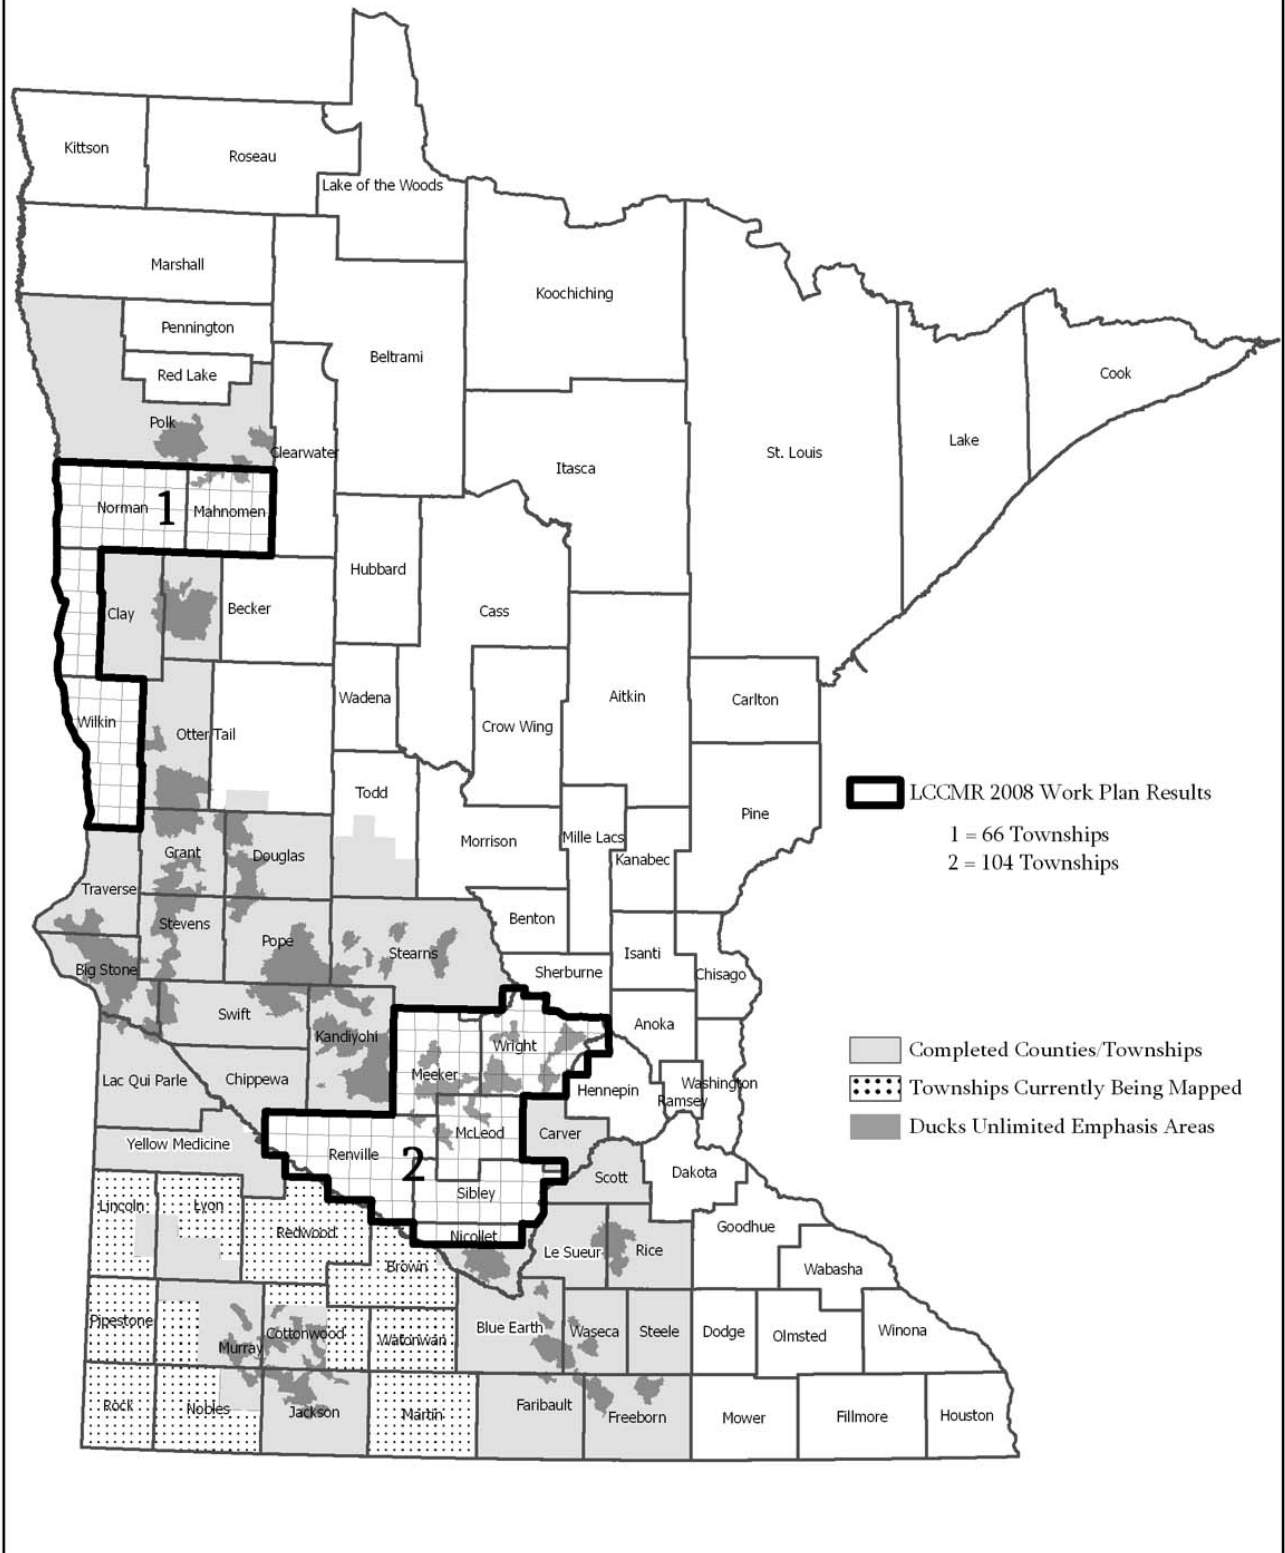 Kittson
Roseau
Lake of the Woods
Marshall
Koochiching
Pennington
Beltrami
Red Lake
Cook
Polk
Lake
Clearwater
St. Louis
Itasca
Norman
1
Mahnomen
Hubbard
Clay
Becker
Cass
Wadena
Aitkin
Carlton
Wilkin
Crow Wing
Otter Tail
Todd
LCCMR 2008 Work Plan Results
Pine
1 = 66 Townships
Morrison
Mille Lacs
Grant
Douglas
Kanabec
2 = 104 Townships
Traverse
Benton
Stevens
Pope
Stearns
Isanti
Big Stone
Sherburne
Chisago
Swift
Anoka
Kandiyohi
Wright
Completed Counties/Townships
Meeker
Lac Qui Parle
Chippewa
Hennepin
Washington
Townships Currently Being Mapped
Ramsey
Ducks Unlimited Emphasis Areas
McLeod
Carver
Yellow Medicine
Renville
2
Dakota
Scott
Sibley
Lincoln
Lyon
Redwood
Nicollet
Goodhue
Le Sueur
Rice
Brown
Wabasha
Pipestone
Blue Earth
Waseca
Steele
Dodge
Olmsted
Winona
Cottonwood
Watonwan
Murray
Rock
Nobles
Jackson
Martin
Faribault
Freeborn
Mower
Fillmore
Houston